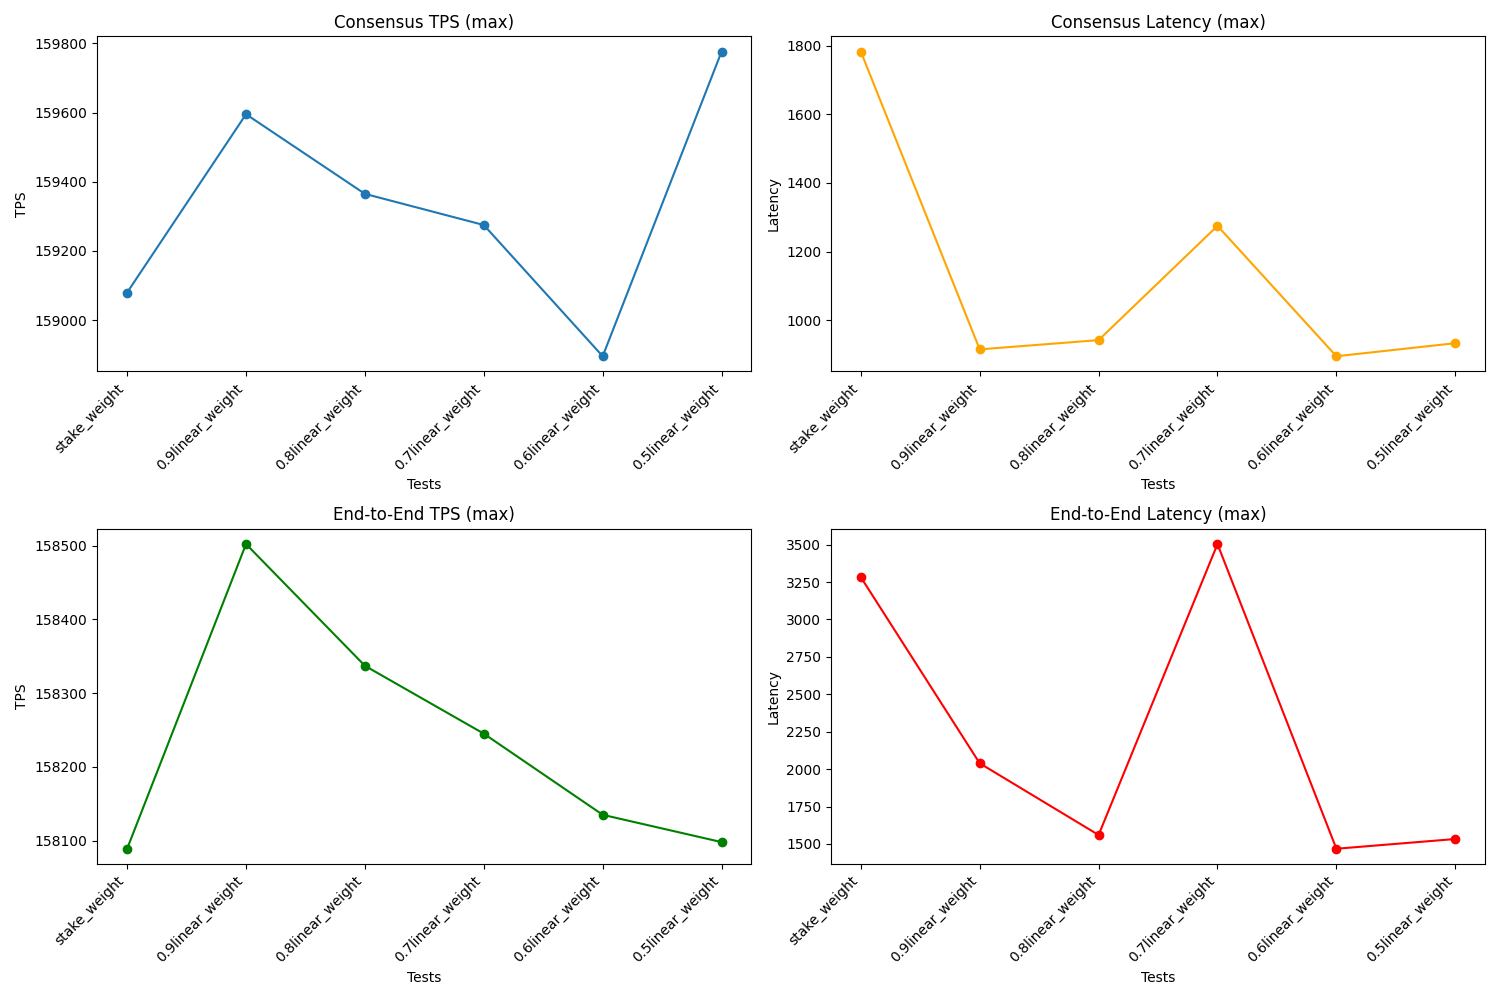 Consensus TPS (max)
159800
159600
159400
159200
159000
TPS
stake_weight
0.9linear_weight
0.8linear_weight
0.7linear_weight
0.6linear_weight
0.5linear_weight
Tests
Consensus Latency (max)
1800
1600
1400
1200
1000
Latency
stake_weight
0.9linear_weight
0.8linear_weight
0.7linear_weight
0.6linear_weight
0.5linear_weight
Tests
End-to-End TPS (max)
158500
158400
158300
158200
158100
TPS
stake_weight
0.9linear_weight
0.8linear_weight
0.7linear_weight
0.6linear_weight
0.5linear_weight
Tests
End-to-End Latency (max)
3500
3250
3000
2750
2500
2250
2000
1750
1500
Latency
stake_weight
0.9linear_weight
0.8linear_weight
0.7linear_weight
0.6linear_weight
0.5linear_weight
Tests